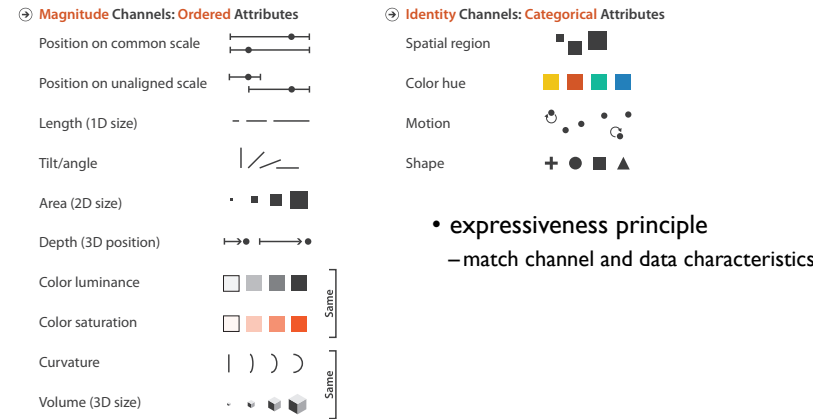 Magnitude Channels: Ordered Attributes
Position on common scale
Position on unaligned scale
Length (1D size)
Tilt/angle
Area (2D size)
Depth (3D position)
Color luminance
Color saturation
Same
Curvature
Volume (3D size)
Same
Identity Channels: Categorical Attributes
Spatial region
Color hue
Motion
Shape
• expressiveness principle
–match channel and data characteristics